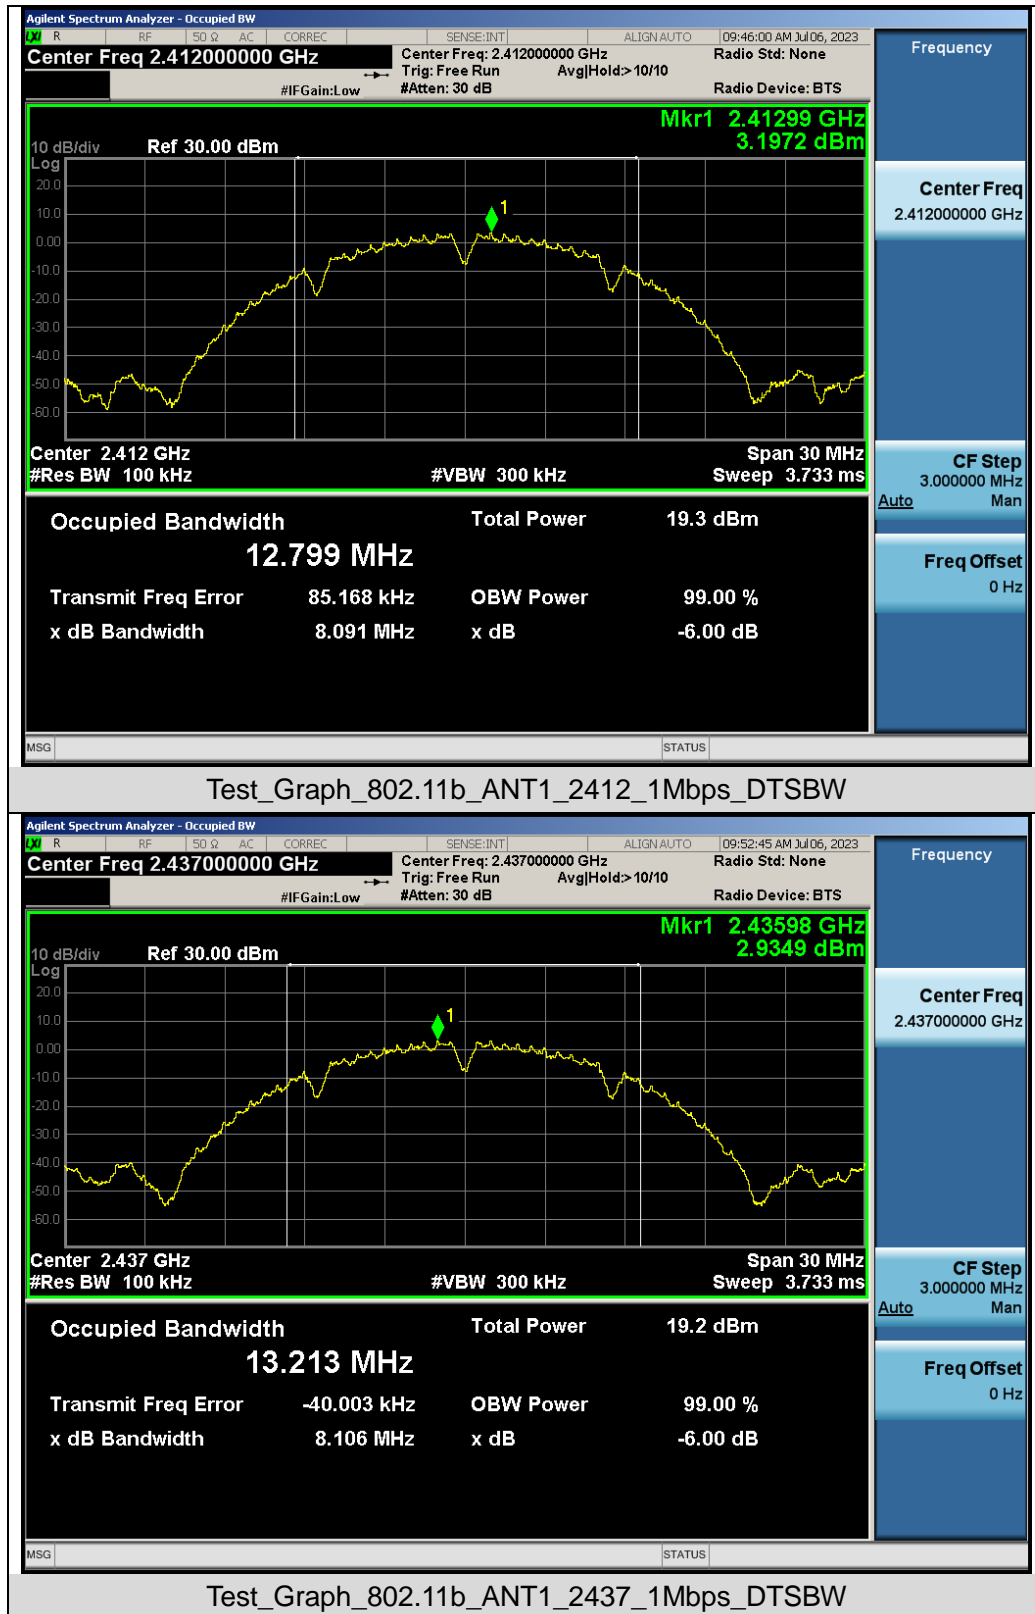 Agilent Spectrum Analyzer - Occupied BW
LXI R RF 50 Ω AC CORREC SENSE:INT ALIGN AUTO 09:46:00 AM Jul 06, 2023
Center Freq 2.412000000 GHz
Center Freq: 2.412000000 GHz
Radio Std: None
Trig: Free Run Avg|Hold:>10/10
#IFGain:Low #Atten: 30 dB
Radio Device: BTS
Frequency
Mkr1 2.41299 GHz
3.1972 dBm
10 dB/div Ref 30.00 dBm
Log
20.0
10.0
0.00
-10.0
-20.0
-30.0
-40.0
-50.0
-60.0
1
Center 2.412 GHz Span 30 MHz
#Res BW 100 kHz #VBW 300 kHz Sweep 3.733 ms
Center Freq
2.412000000 GHz
CF Step
3.000000 MHz
Auto Man
Freq Offset
0 Hz
Occupied Bandwidth Total Power 19.3 dBm
12.799 MHz
Transmit Freq Error 85.168 kHz OBW Power 99.00 %
x dB Bandwidth 8.091 MHz x dB -6.00 dB
MSG STATUS
Test_Graph_802.11b_ANT1_2412_1Mbps_DTSBW
Agilent Spectrum Analyzer - Occupied BW
LXI R RF 50 Ω AC CORREC SENSE:INT ALIGN AUTO 09:52:45 AM Jul 06, 2023
Center Freq 2.437000000 GHz
Center Freq: 2.437000000 GHz
Radio Std: None
Trig: Free Run Avg|Hold:>10/10
#IFGain:Low #Atten: 30 dB
Radio Device: BTS
Frequency
Mkr1 2.43598 GHz
2.9349 dBm
10 dB/div Ref 30.00 dBm
Log
20.0
10.0
0.00
-10.0
-20.0
-30.0
-40.0
-50.0
-60.0
1
Center 2.437 GHz Span 30 MHz
#Res BW 100 kHz #VBW 300 kHz Sweep 3.733 ms
Center Freq
2.437000000 GHz
CF Step
3.000000 MHz
Auto Man
Freq Offset
0 Hz
Occupied Bandwidth Total Power 19.2 dBm
13.213 MHz
Transmit Freq Error -40.003 kHz OBW Power 99.00 %
x dB Bandwidth 8.106 MHz x dB -6.00 dB
MSG STATUS
Test_Graph_802.11b_ANT1_2437_1Mbps_DTSBW